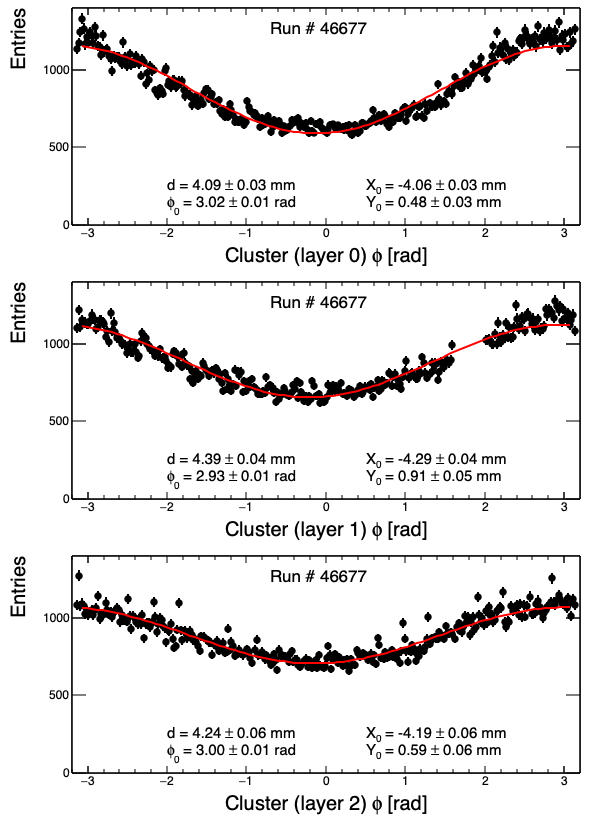 Entries
Run # 46677
1000
500
0
d = 4.09 ± 0.03 mm
X₀ = -4.06 ± 0.03 mm
ϕ₀ = 3.02 ± 0.01 rad
Y₀ = 0.48 ± 0.03 mm
−3 −2 −1 0 1 2 3
Cluster (layer 0) ϕ [rad]
Entries
Run # 46677
1000
500
0
d = 4.39 ± 0.04 mm
X₀ = -4.29 ± 0.04 mm
ϕ₀ = 2.93 ± 0.01 rad
Y₀ = 0.91 ± 0.05 mm
−3 −2 −1 0 1 2 3
Cluster (layer 1) ϕ [rad]
Entries
Run # 46677
1000
500
0
d = 4.24 ± 0.06 mm
X₀ = -4.19 ± 0.06 mm
ϕ₀ = 3.00 ± 0.01 rad
Y₀ = 0.59 ± 0.06 mm
−3 −2 −1 0 1 2 3
Cluster (layer 2) ϕ [rad]